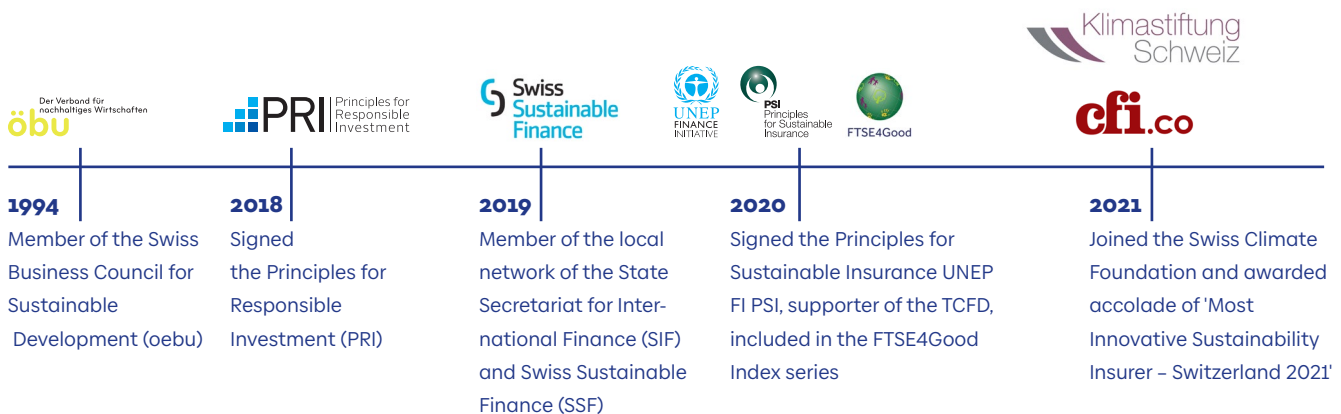 Klimastiftung
Schweiz
Der Verband für
nachhaltiges Wirtschaften
öbu
PRI
Principles for
Responsible
Investment
Swiss
Sustainable
Finance
UNEP
FINANCE
INITIATIVE
PSI
Principles
for Sustainable
Insurance
FTSE4Good
cfi.co
1994
Member of the Swiss
Business Council for
Sustainable
Development (oebu)
2018
Signed
the Principles for
Responsible
Investment (PRI)
2019
Member of the local
network of the State
Secretariat for Inter-
national Finance (SIF)
and Swiss Sustainable
Finance (SSF)
2020
Signed the Principles for
Sustainable Insurance UNEP
FI PSI, supporter of the TCFD,
included in the FTSE4Good
Index series
2021
Joined the Swiss Climate
Foundation and awarded
accolade of 'Most
Innovative Sustainability
Insurer – Switzerland 2021'